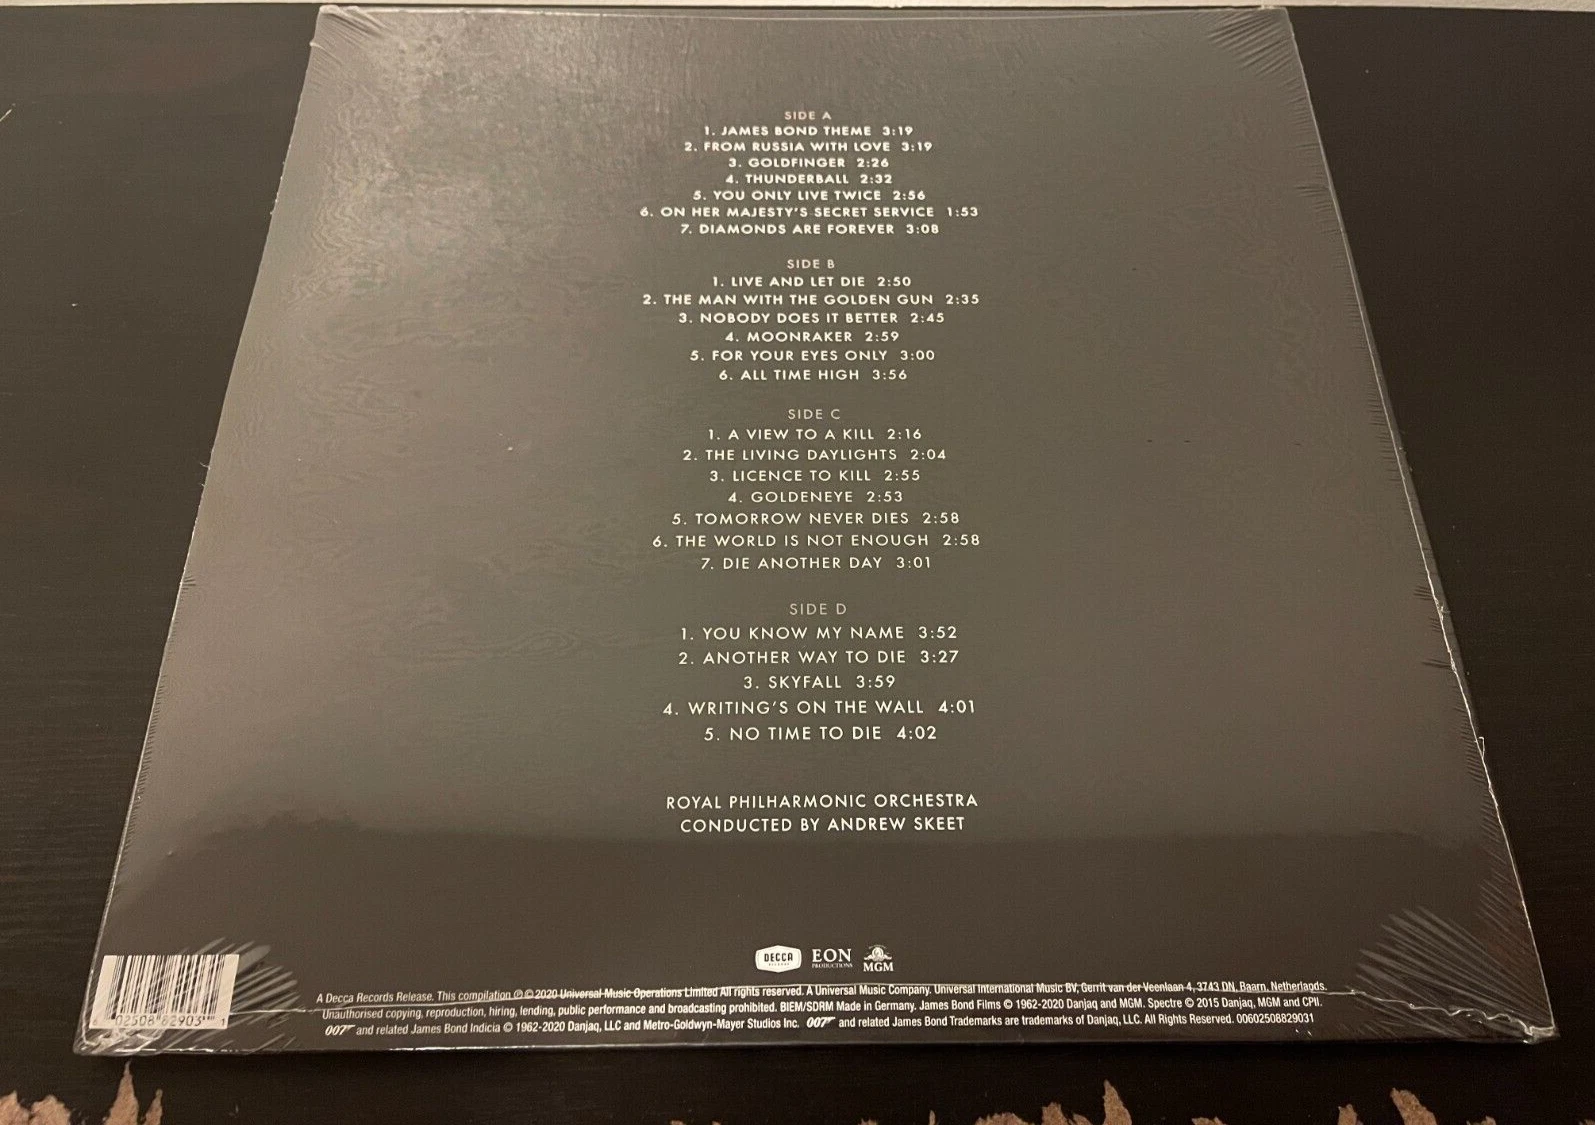 SIDE A
1. JAMES BOND THEME 3:19
2. FROM RUSSIA WITH LOVE 3:19
3. GOLDFINGER 2:26
4. THUNDERBALL 2:32
5. YOU ONLY LIVE TWICE 2:56
6. ON HER MAJESTY'S SECRET SERVICE 1:53
7. DIAMONDS ARE FOREVER 3:08
SIDE B
1. LIVE AND LET DIE 2:50
2. THE MAN WITH THE GOLDEN GUN 2:35
3. NOBODY DOES IT BETTER 2:45
4. MOONRAKER 2:59
5. FOR YOUR EYES ONLY 3:00
6. ALL TIME HIGH 3:56
SIDE C
1. A VIEW TO A KILL 2:16
2. THE LIVING DAYLIGHTS 2:04
3. LICENCE TO KILL 2:55
4. GOLDENEYE 2:53
5. TOMORROW NEVER DIES 2:58
6. THE WORLD IS NOT ENOUGH 2:58
7. DIE ANOTHER DAY 3:01
SIDE D
1. YOU KNOW MY NAME 3:52
2. ANOTHER WAY TO DIE 3:27
3. SKYFALL 3:59
4. WRITING'S ON THE WALL 4:01
5. NO TIME TO DIE 4:02
ROYAL PHILHARMONIC ORCHESTRA
CONDUCTED BY ANDREW SKEET
DECCA EON PRODUCTIONS MGM
A Decca Records Release. This compilation ℗ © 2020 Universal Music Operations Limited All rights reserved. A Universal Music Company. Universal International Music BV, Gerrit van der Veenlaan 4, 3743 DN, Baarn, Netherlands.
Unauthorised copying, reproduction, hiring, lending, public performance and broadcasting prohibited. BIEM/SDRM Made in Germany. James Bond Films © 1962-2020 Danjaq and MGM. Spectre © 2015 Danjaq, MGM and CPII.
007 and related James Bond Indicia © 1962-2020 Danjaq, LLC and Metro-Goldwyn-Mayer Studios Inc. 007 and related James Bond Trademarks are trademarks of Danjaq, LLC. All Rights Reserved. 00602508829031